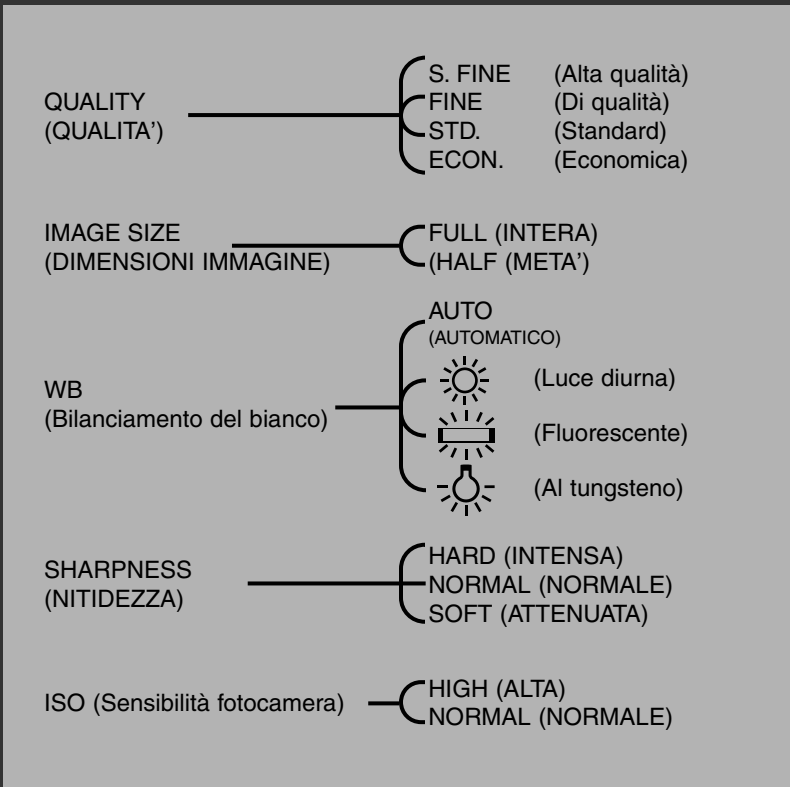 QUALITY
(QUALITA’)
S. FINE (Alta qualità)
FINE (Di qualità)
STD. (Standard)
ECON. (Economica)
IMAGE SIZE
(DIMENSIONI IMMAGINE)
FULL (INTERA)
(HALF (META’)
WB
(Bilanciamento del bianco)
AUTO
(AUTOMATICO)
(Luce diurna)
(Fluorescente)
(Al tungsteno)
SHARPNESS
(NITIDEZZA)
HARD (INTENSA)
NORMAL (NORMALE)
SOFT (ATTENUATA)
ISO (Sensibilità fotocamera)
HIGH (ALTA)
NORMAL (NORMALE)